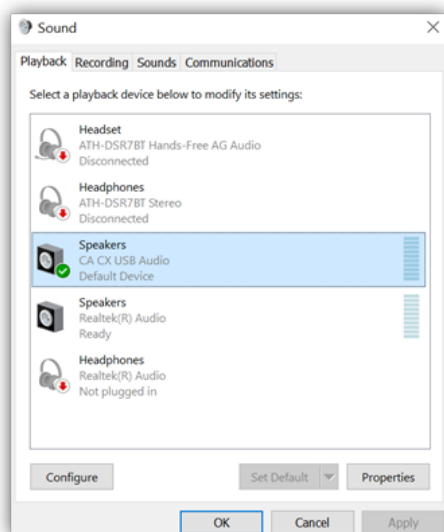 Sound
Playback Recording Sounds Communications
Select a playback device below to modify its settings:
Headset
ATH-DSR7BT Hands-Free AG Audio
Disconnected
Headphones
ATH-DSR7BT Stereo
Disconnected
Speakers
CA CX USB Audio
Default Device
Speakers
Realtek(R) Audio
Ready
Headphones
Realtek(R) Audio
Not plugged in
Configure Set Default Properties
OK Cancel Apply